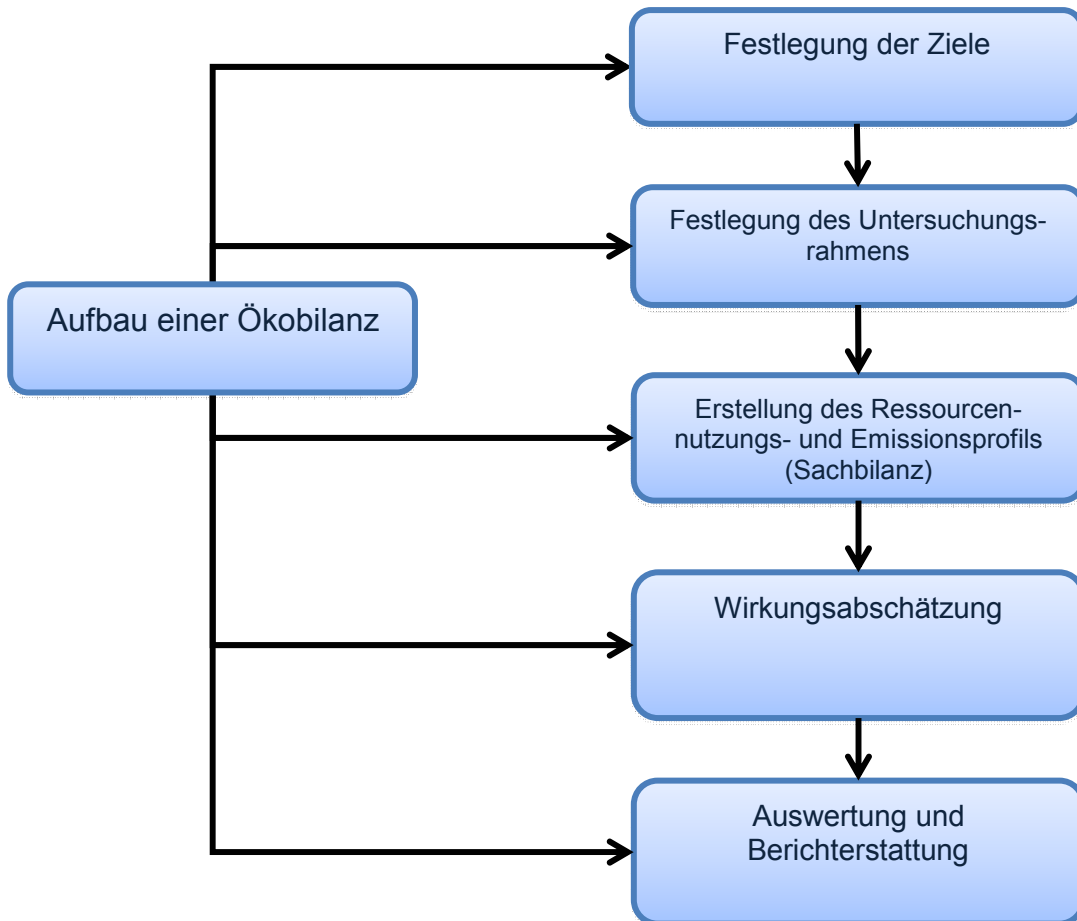 Festlegung der Ziele
Festlegung des Untersuchungs-
rahmens
Aufbau einer Ökobilanz
Erstellung des Ressourcen-
nutzungs- und Emissionsprofils
(Sachbilanz)
Wirkungsabschätzung
Auswertung und
Berichterstattung